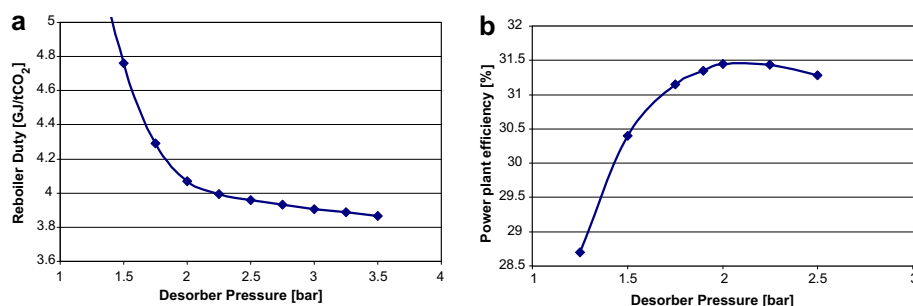 a
5
4.8
4.6
4.4
4.2
4
3.8
3.6
Reboiler Duty [GJ/tCO2]
1 1.5 2 2.5 3 3.5 4
Desorber Pressure [bar]
b
32
31.5
31
30.5
30
29.5
29
28.5
Power plant efficiency [%]
1 1.5 2 2.5 3
Desorber Pressure [bar]